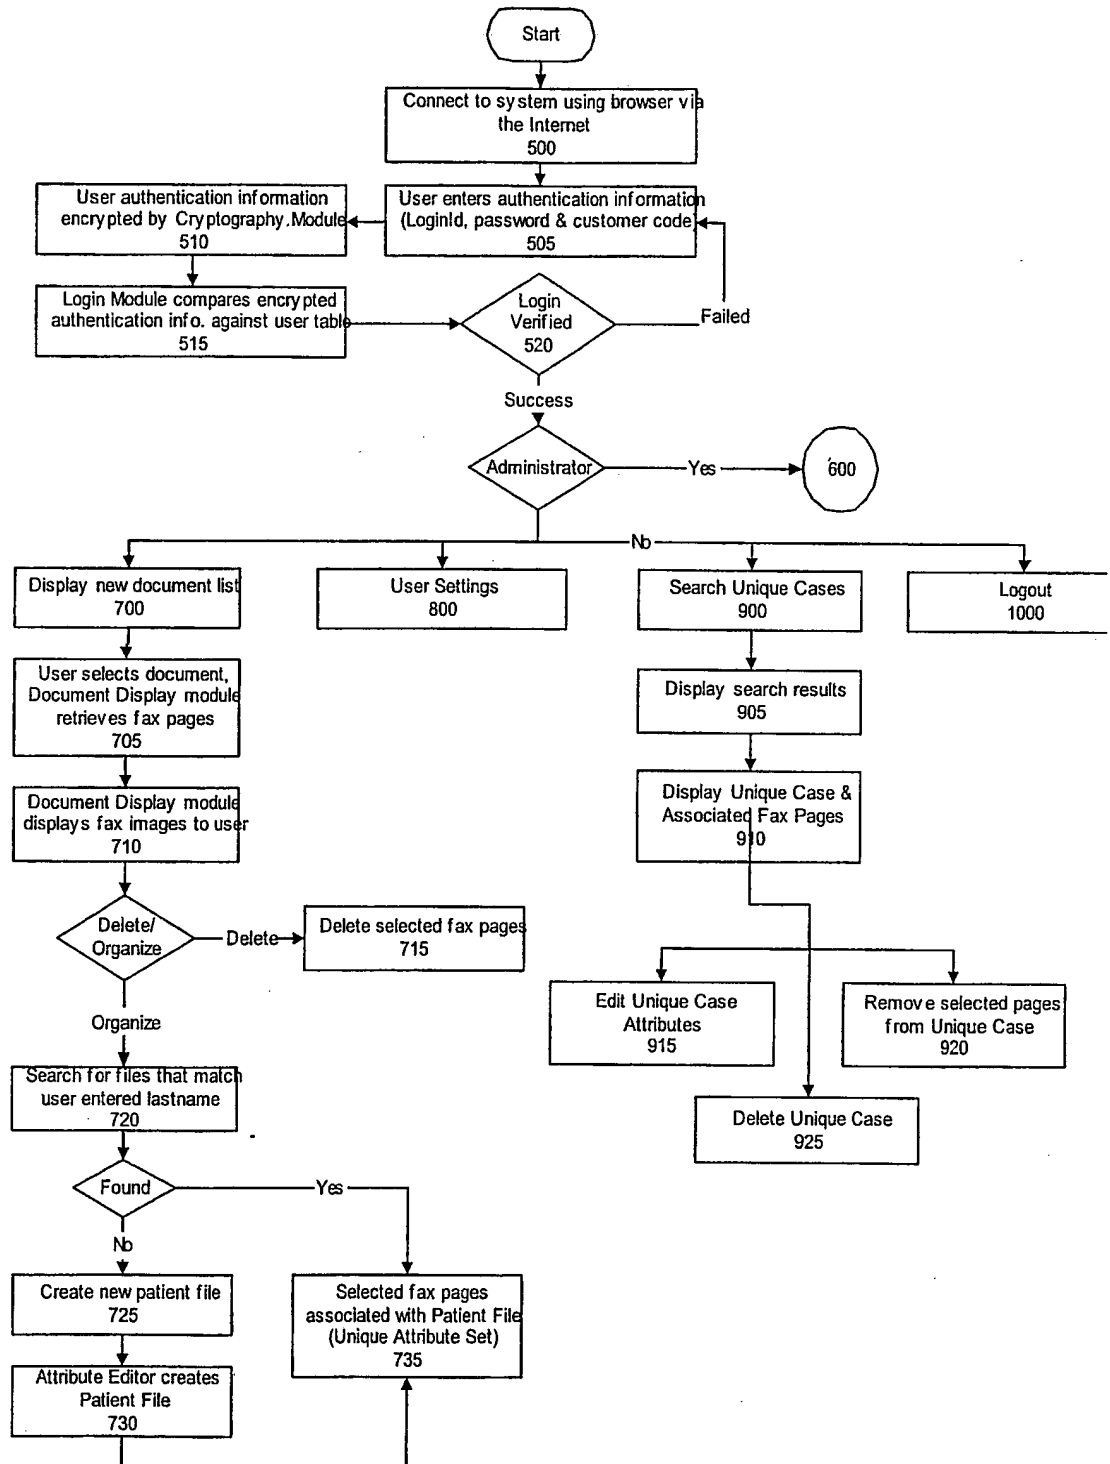 Start
Connect to system using browser via
the Internet
500
User authentication information
encrypted by Cryptography.Module
510
User enters authentication information
(LoginId, password & customer code
505
Login Module compares encrypted
authentication info. against user table
515
Login
Verified
520
Failed
Success
Administrator
Yes
600
No
Display new document list
700
User Settings
800
Search Unique Cases
900
Logout
1000
User selects document,
Document Display module
retrieves fax pages
705
Display search results
905
Document Display module
displays fax images to user
710
Display Unique Case &
Associated Fax Pages
910
Delete/
Organize
Delete
Delete selected fax pages
715
Edit Unique Case
Attributes
915
Remove selected pages
from Unique Case
920
Organize
Search for files that match
user entered lastname
720
Delete Unique Case
925
Found
Yes
No
Create new patient file
725
Selected fax pages
associated with Patient File
(Unique Attribute Set)
735
Attribute Editor creates
Patient File
730